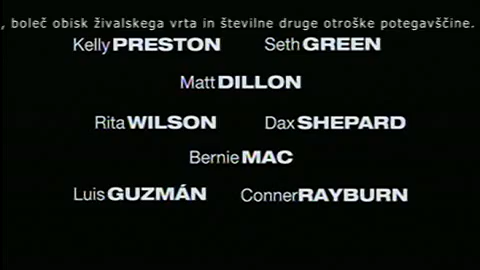 , boleč obisk živalskega vrta in številne druge otroške potegavščine.
Kelly PRESTON Seth GREEN
Matt DILLON
Rita WILSON Dax SHEPARD
Bernie MAC
Luis GUZMÁN Conner RAYBURN